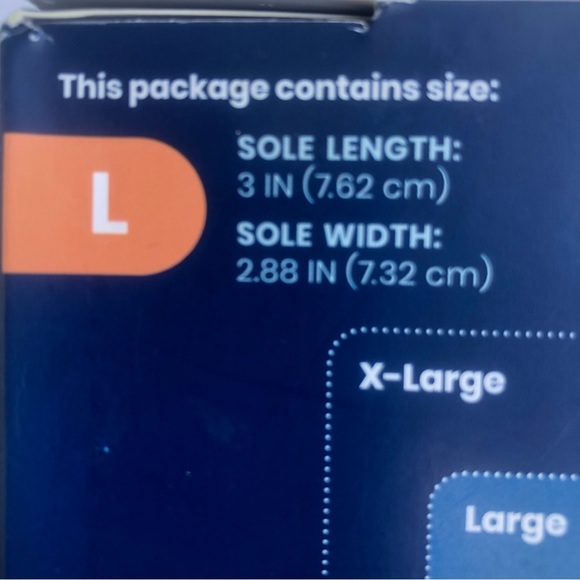 This package contains size:
L
SOLE LENGTH:
3 IN (7.62 cm)
SOLE WIDTH:
2.88 IN (7.32 cm)
X-Large
Large